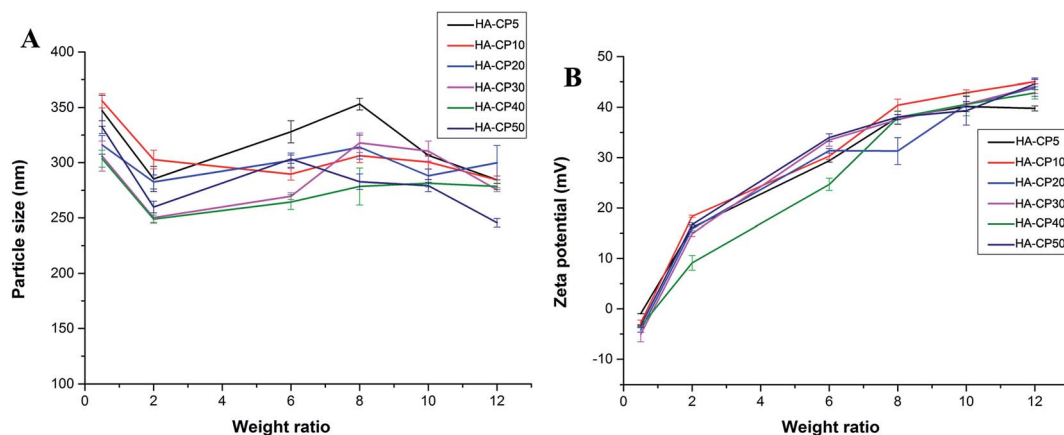 A
HA-CP5
HA-CP10
HA-CP20
HA-CP30
HA-CP40
HA-CP50
400
350
300
250
200
150
100
Particle size (nm)
0 2 4 6 8 10 12
Weight ratio
B
50
40
30
20
10
0
-10
Zeta potential (mV)
HA-CP5
HA-CP10
HA-CP20
HA-CP30
HA-CP40
HA-CP50
0 2 4 6 8 10 12
Weight ratio